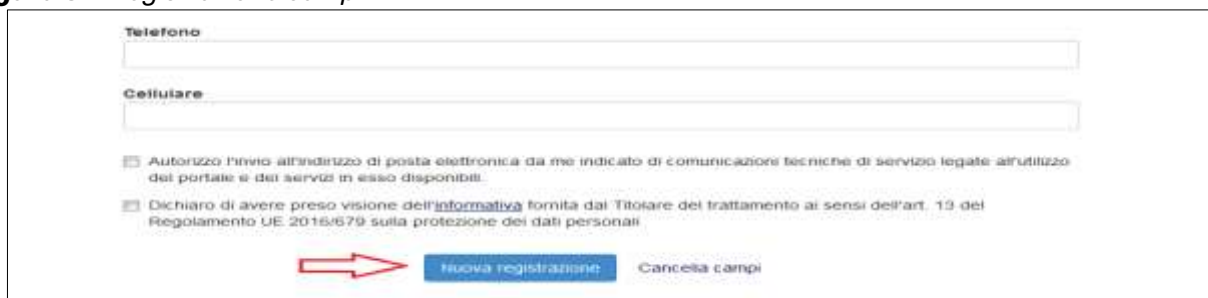 Telefono
Cellulare
Autorizzo l'invio all'indirizzo di posta elettronica da me indicato di comunicazioni tecniche di servizio legate all'utilizzo
del portale e dei servizi in esso disponibili.
Dichiaro di avere preso visione dell'informativa fornita dal Titolare del trattamento ai sensi dell'art. 13 del
Regolamento UE 2016/679 sulla protezione dei dati personali
Nuova registrazione Cancella campi